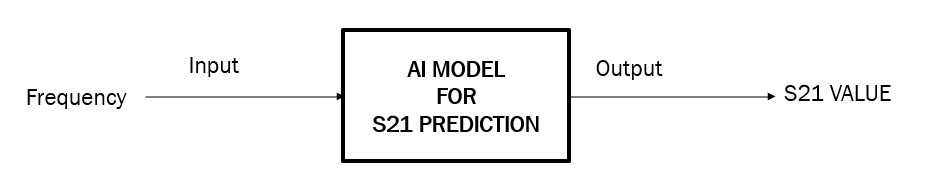 Frequency
Input
AI MODEL
FOR
S21 PREDICTION
Output
S21 VALUE